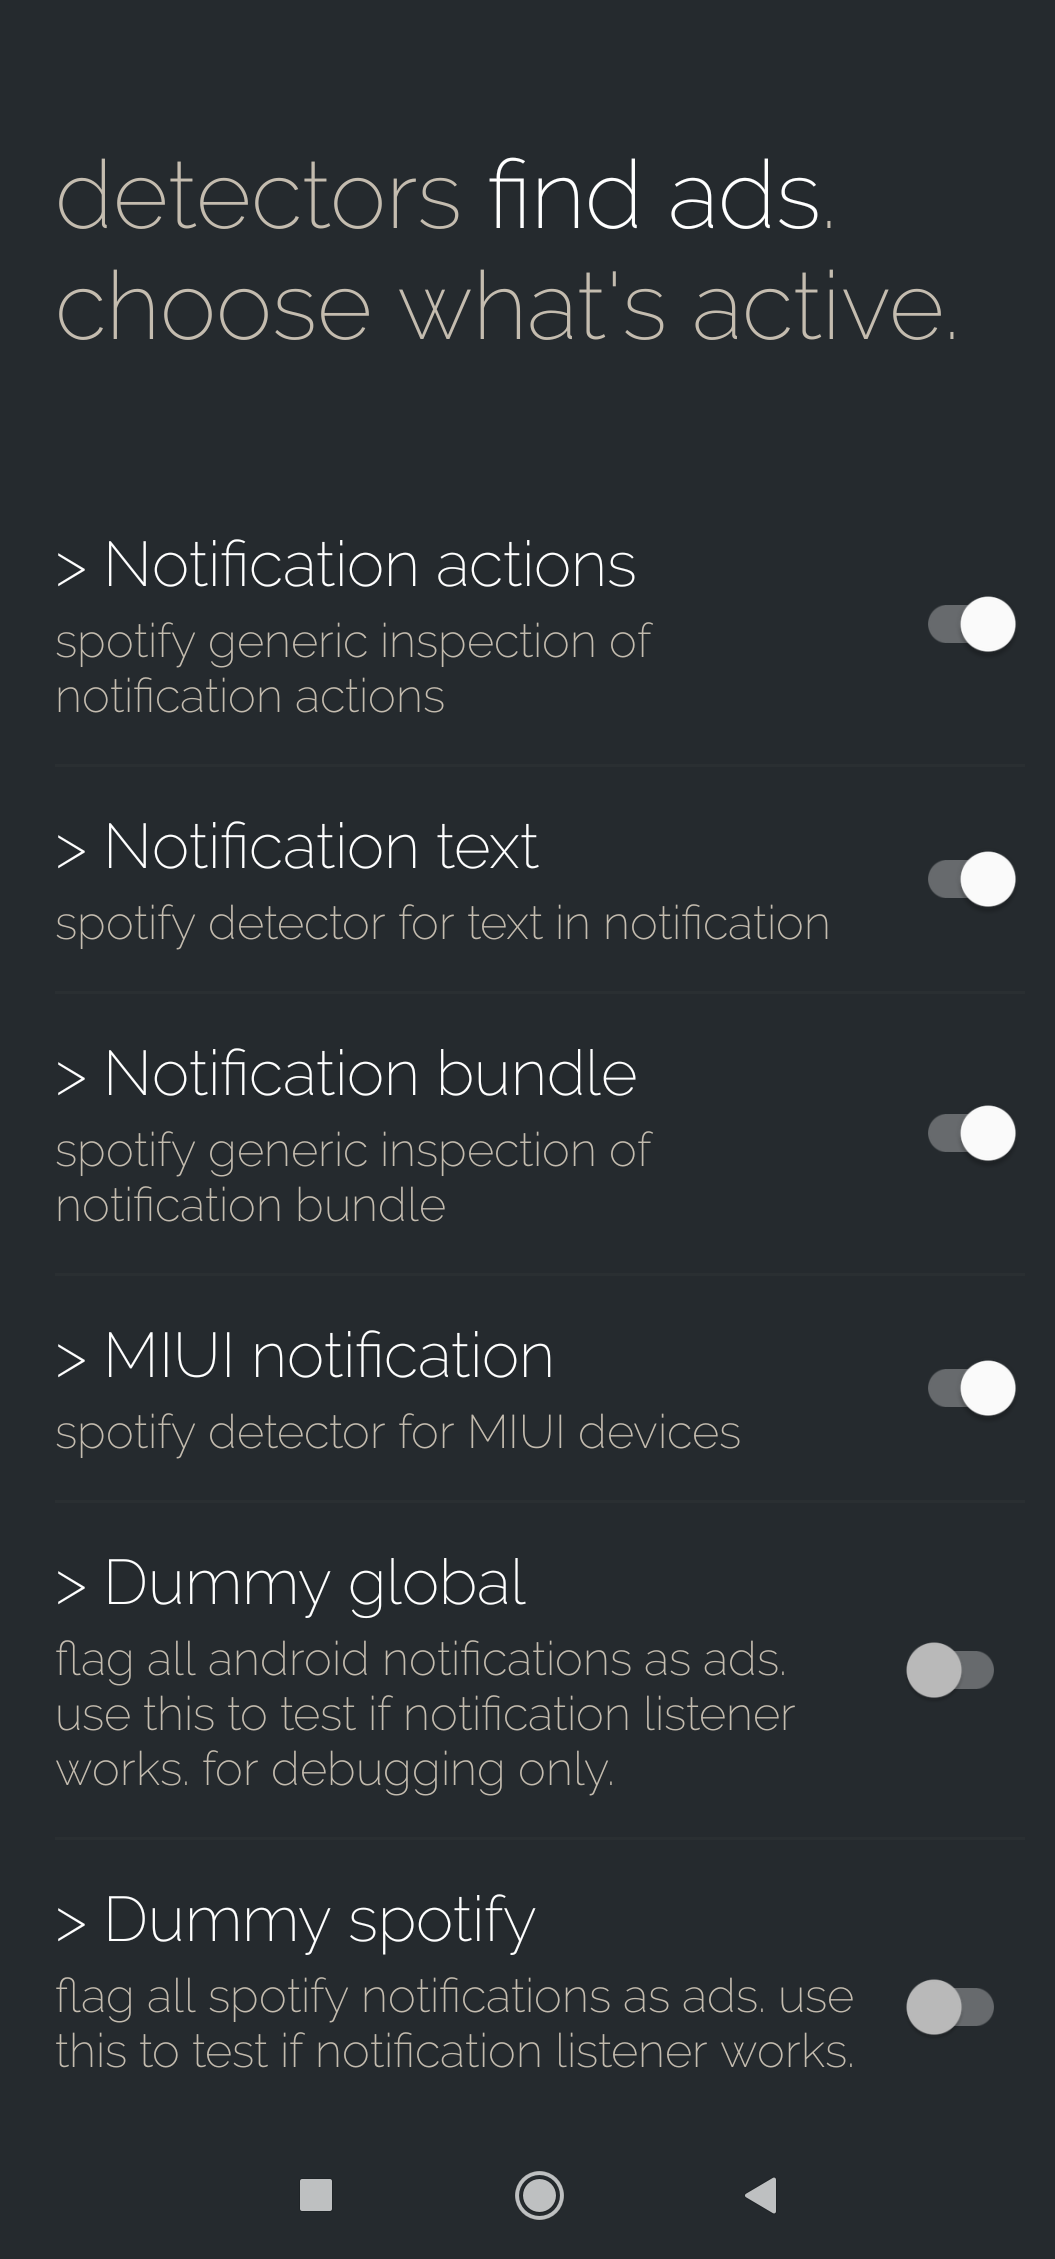 detectors find ads.
choose what's active.
> Notification actions
spotify generic inspection of
notification actions
> Notification text
spotify detector for text in notification
> Notification bundle
spotify generic inspection of
notification bundle
> MIUI notification
spotify detector for MIUI devices
> Dummy global
flag all android notifications as ads.
use this to test if notification listener
works. for debugging only.
> Dummy spotify
flag all spotify notifications as ads. use
this to test if notification listener works.